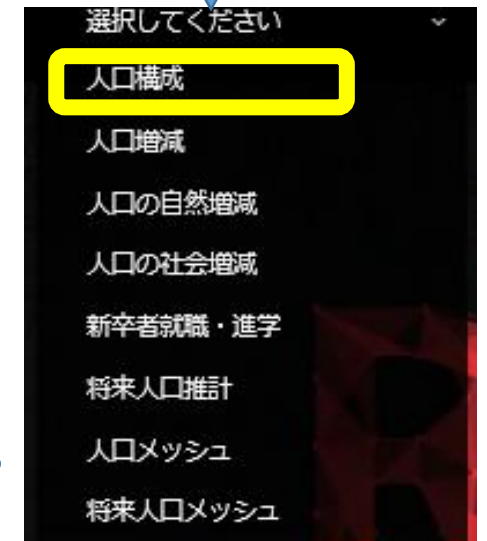 選択してください
人口構成
人口増減
人口の自然増減
人口の社会増減
新卒者就職・進学
将来人口推計
人口メッシュ
将来人口メッシュ